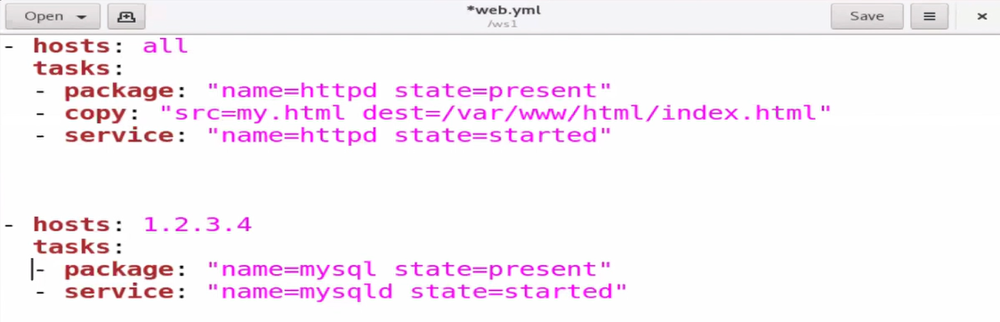 Open
*web.yml
/ws1
Save
- hosts: all
  tasks:
  - package: "name=httpd state=present"
  - copy: "src=my.html dest=/var/www/html/index.html"
  - service: "name=httpd state=started"
- hosts: 1.2.3.4
  tasks:
  - package: "name=mysql state=present"
  - service: "name=mysqld state=started"